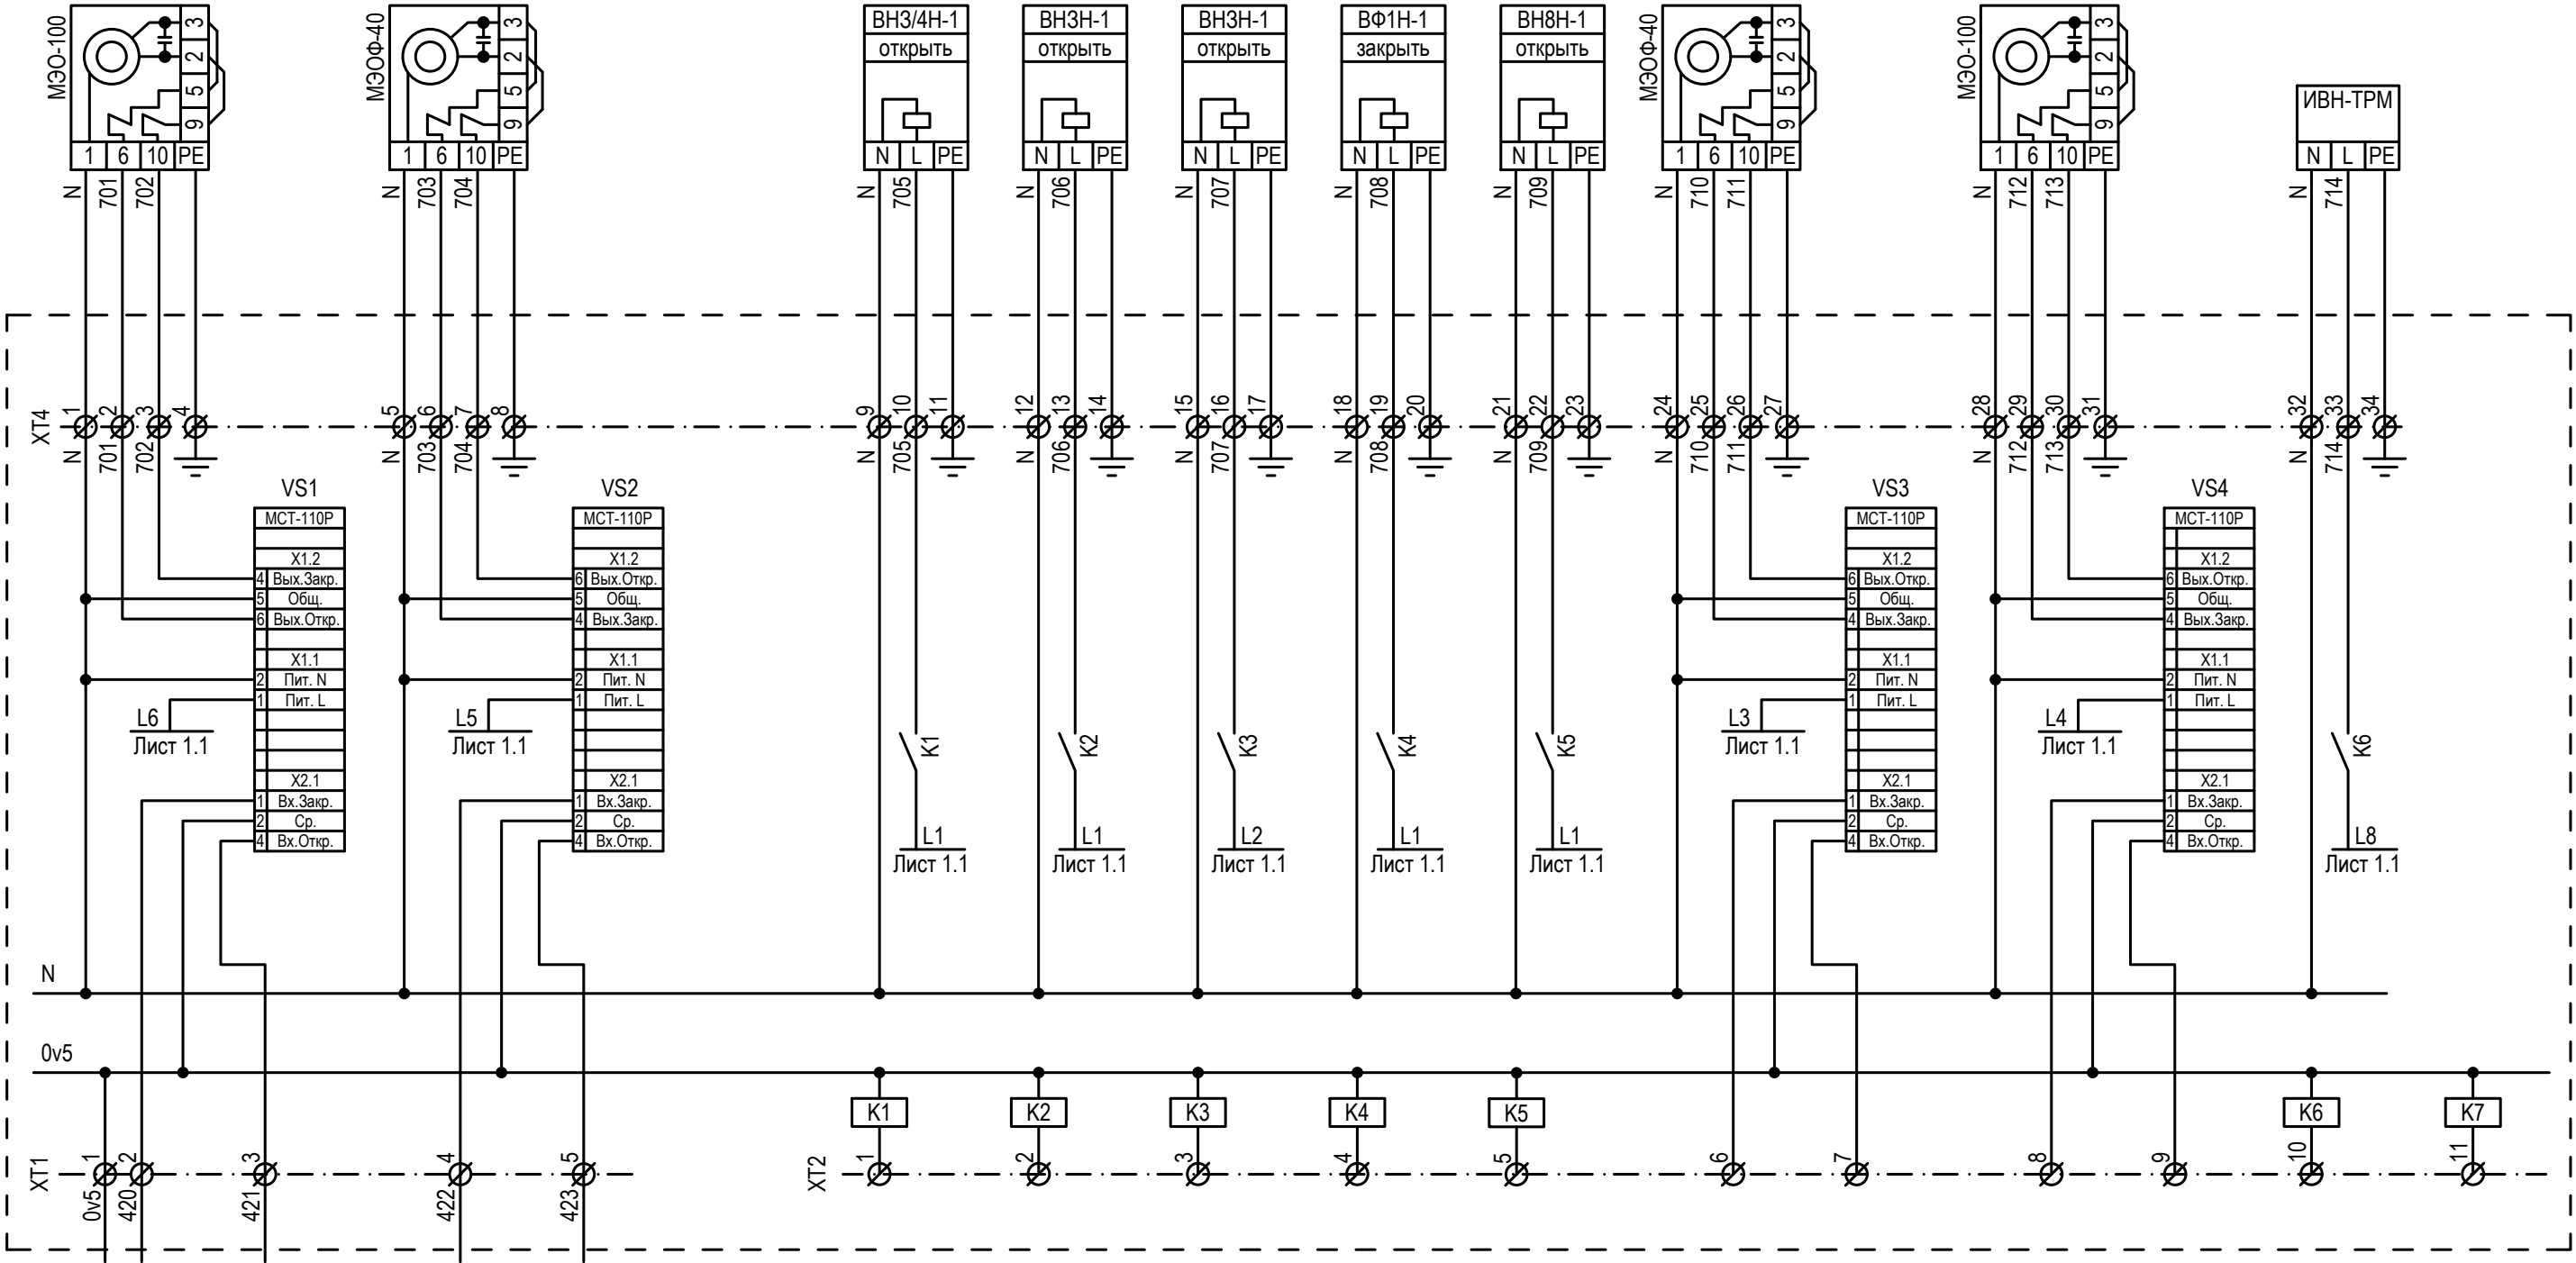 МЭО-100
3
2
5
9
1 6 10 PE
N 701 702
МЭОФ-40
3
2
5
9
1 6 10 PE
N 703 704
ВН3/4Н-1
открыть
N L PE
N 705
ВН3Н-1
открыть
N L PE
N 706
ВН3Н-1
открыть
N L PE
N 707
ВФ1Н-1
закрыть
N L PE
N 708
ВН8Н-1
открыть
N L PE
N 709
МЭОФ-40
3
2
5
9
1 6 10 PE
N 710 711
МЭО-100
3
2
5
9
1 6 10 PE
N 712 713
ИВН-ТРМ
N L PE
N 714
XT4
1 2 3 4 5 6 7 8 9 10 11 12 13 14 15 16 17 18 19 20 21 22 23 24 25 26 27 28 29 30 31 32 33 34
N 701 702 N 703 704 N 705 N 706 N 707 N 708 N 709 N 710 711 N 712 713 N 714
VS1
МСТ-110Р
X1.2
4 Вых.Закр.
5 Общ.
6 Вых.Откр.
X1.1
2 Пит. N
1 Пит. L
X2.1
1 Вх.Закр.
2 Ср.
4 Вх.Откр.
L6
Лист 1.1
VS2
МСТ-110Р
X1.2
6 Вых.Откр.
5 Общ.
4 Вых.Закр.
X1.1
2 Пит. N
1 Пит. L
X2.1
1 Вх.Закр.
2 Ср.
4 Вх.Откр.
L5
Лист 1.1
K1
L1
Лист 1.1
K2
L1
Лист 1.1
K3
L2
Лист 1.1
K4
L1
Лист 1.1
K5
L1
Лист 1.1
VS3
МСТ-110Р
X1.2
6 Вых.Откр.
5 Общ.
4 Вых.Закр.
X1.1
2 Пит. N
1 Пит. L
X2.1
1 Вх.Закр.
2 Ср.
4 Вх.Откр.
L3
Лист 1.1
VS4
МСТ-110Р
X1.2
6 Вых.Откр.
5 Общ.
4 Вых.Закр.
X1.1
2 Пит. N
1 Пит. L
X2.1
1 Вх.Закр.
2 Ср.
4 Вх.Откр.
L4
Лист 1.1
K6
L8
Лист 1.1
N
0v5
K1 K2 K3 K4 K5 K6 K7
XT1
1 2 3 4 5
0v5 420 421 422 423
XT2
1 2 3 4 5 6 7 8 9 10 11